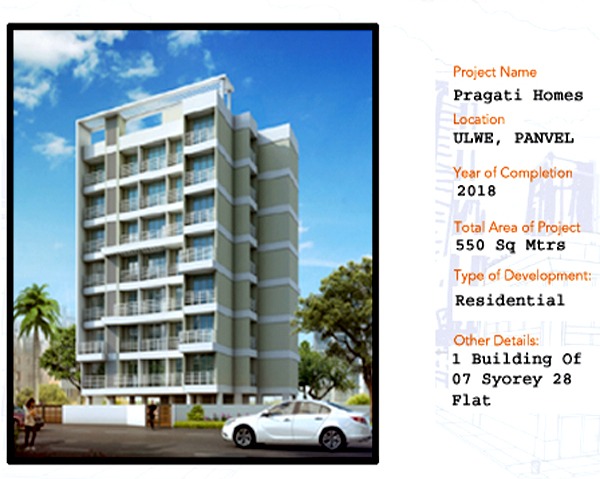 Project Name
Pragati Homes
Location
ULWE, PANVEL
Year of Completion
2018
Total Area of Project
550 Sq Mtrs
Type of Development:
Residential
Other Details:
1 Building Of
07 Syorey 28
Flat